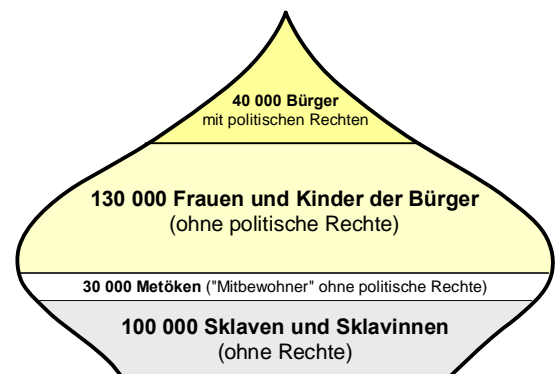 40 000 Bürger
mit politischen Rechten
130 000 Frauen und Kinder der Bürger
(ohne politische Rechte)
30 000 Metöken ("Mitbewohner" ohne politische Rechte)
100 000 Sklaven und Sklavinnen
(ohne Rechte)